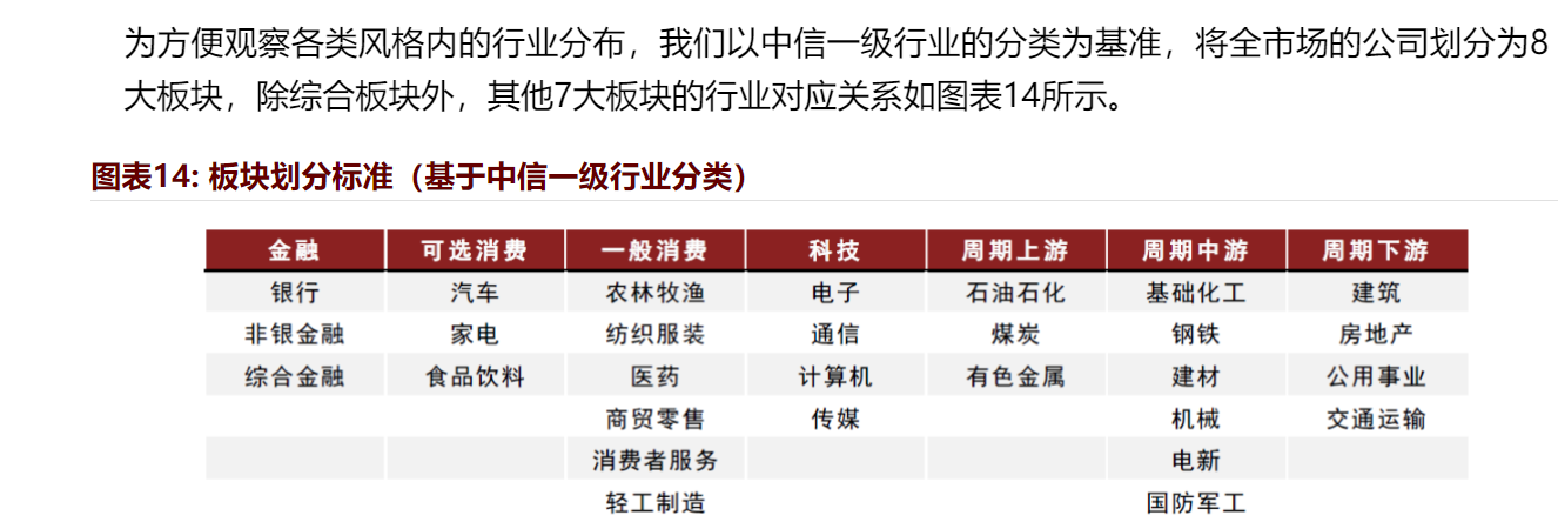 为方便观察各类风格内的行业分布，我们以中信一级行业的分类为基准，将全市场的公司划分为8
大板块，除综合板块外，其他7大板块的行业对应关系如图表14所示。
图表14: 板块划分标准（基于中信一级行业分类）
金融 可选消费 一般消费 科技 周期上游 周期中游 周期下游
银行 汽车 农林牧渔 电子 石油石化 基础化工 建筑
非银金融 家电 纺织服装 通信 煤炭 钢铁 房地产
综合金融 食品饮料 医药 计算机 有色金属 建材 公用事业
商贸零售 传媒 机械 交通运输
消费者服务 电新
轻工制造 国防军工